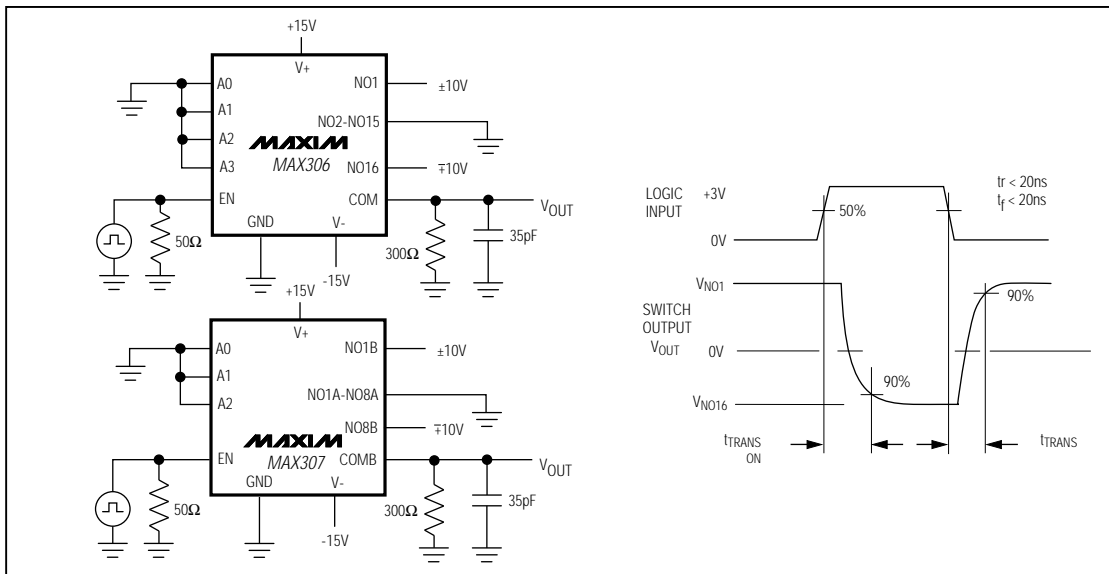 +15V
V+
A0
A1
A2
A3
EN
NO1
±10V
NO2-NO15
MAXIM
MAX306
NO16
∓10V
COM
VOUT
GND
V-
50Ω
300Ω
35pF
-15V
+15V
V+
A0
A1
A2
EN
NO1B
±10V
NO1A-NO8A
MAXIM
MAX307
NO8B
∓10V
COMB
VOUT
GND
V-
50Ω
300Ω
35pF
-15V
LOGIC
INPUT
+3V
0V
50%
tr < 20ns
tf < 20ns
VNO1
SWITCH
OUTPUT
VOUT
0V
VNO16
90%
90%
tTRANS
ON
tTRANS